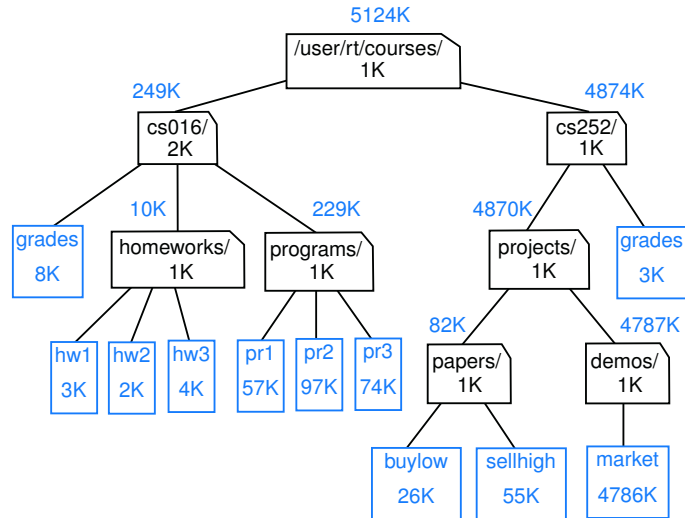 5124K
/user/rt/courses/
1K
249K
4874K
cs016/
2K
cs252/
1K
10K
229K
4870K
grades
8K
homeworks/
1K
programs/
1K
projects/
1K
grades
3K
82K
4787K
hw1
3K
hw2
2K
hw3
4K
pr1
57K
pr2
97K
pr3
74K
papers/
1K
demos/
1K
buylow
26K
sellhigh
55K
market
4786K